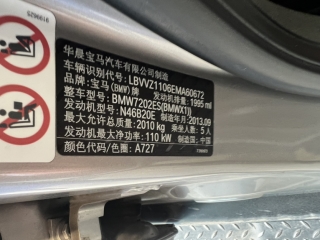 华晨宝马汽车有限公司制造
车辆识别代号: LBVVZ1106EMA60672
品牌: 宝马(BMW)牌 发动机排量: 1995 ml
整车型号: BMW7202ES(BMWX1)
发动机型号: N46B20E 制造年月: 2013.09
最大允许总质量: 2010 kg 乘坐人数: 5人
发动机最大净功率: 110 kW 制造国: 中国
颜色代码/色: A727